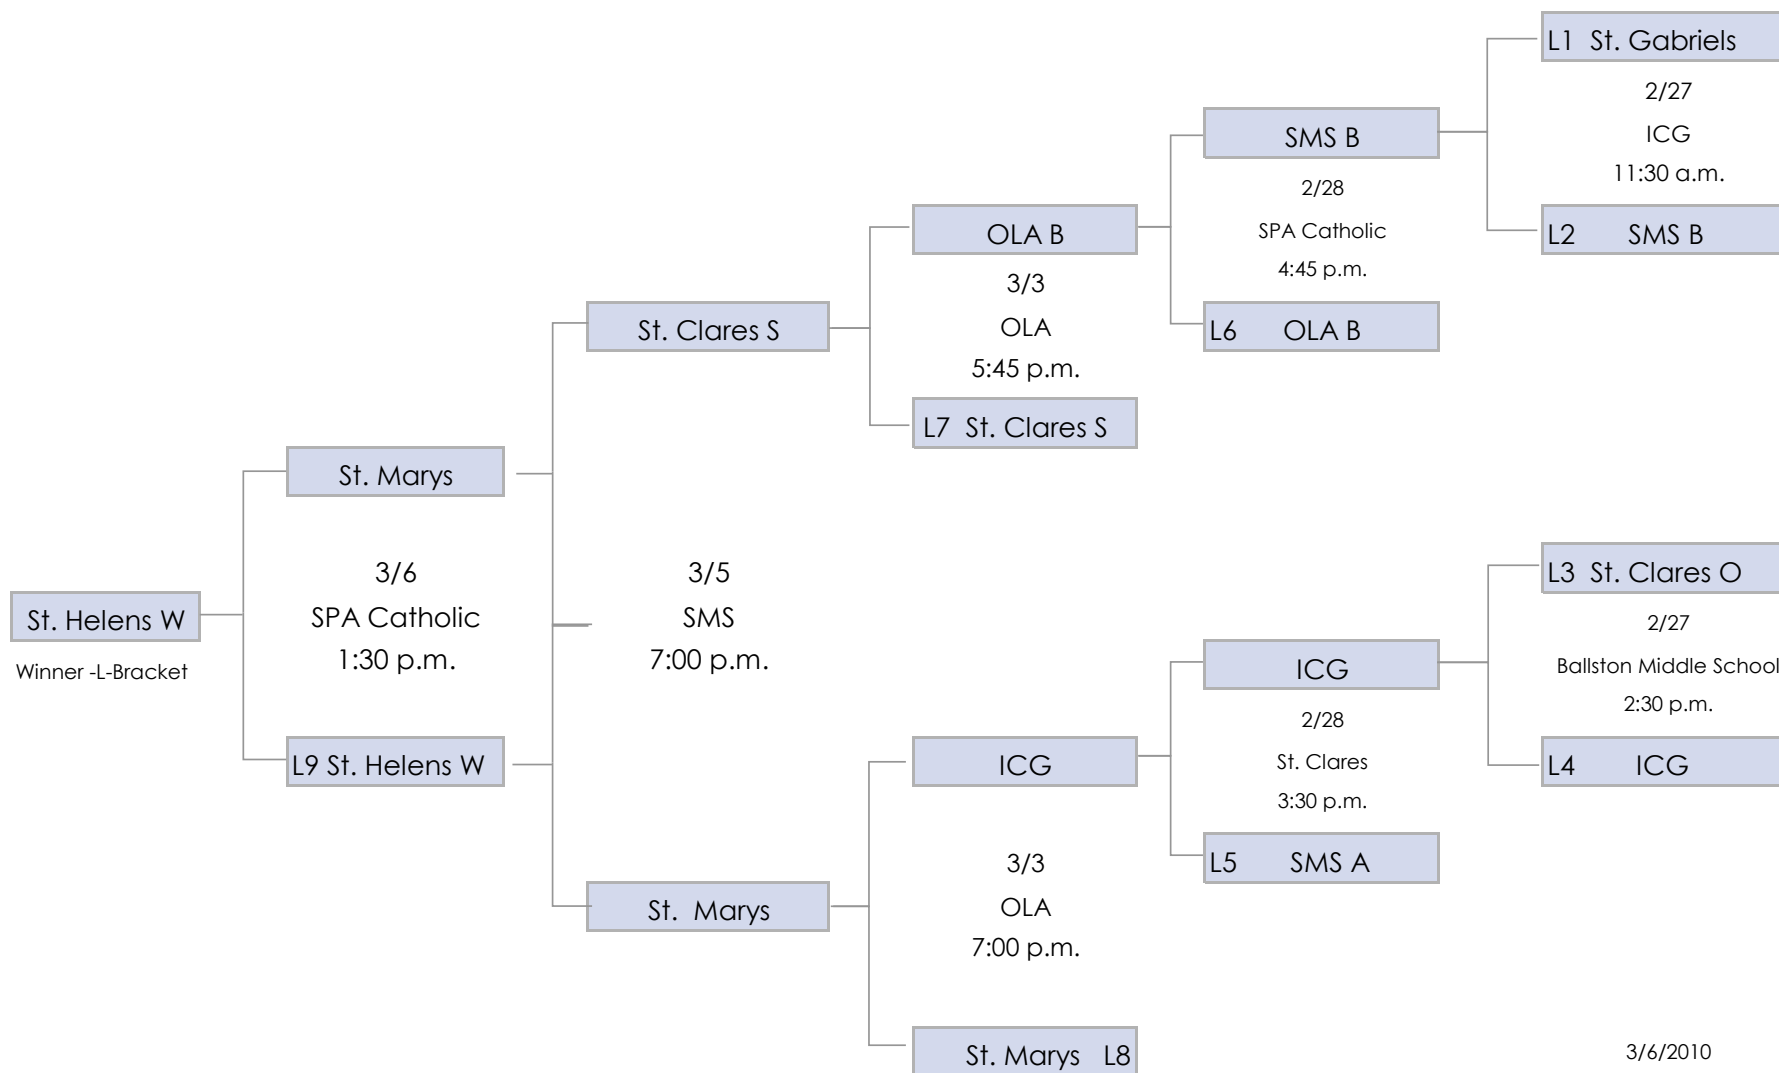 L1 St. Gabriels
2/27
ICG
11:30 a.m.
L2 SMS B
SMS B
2/28
SPA Catholic
4:45 p.m.
L6 OLA B
OLA B
3/3
OLA
5:45 p.m.
L7 St. Clares S
St. Clares S
3/5
SMS
7:00 p.m.
St. Marys
St. Marys
3/6
SPA Catholic
1:30 p.m.
L9 St. Helens W
St. Helens W
Winner -L-Bracket
L3 St. Clares O
2/27
Ballston Middle School
2:30 p.m.
L4 ICG
ICG
2/28
St. Clares
3:30 p.m.
L5 SMS A
ICG
3/3
OLA
7:00 p.m.
St. Marys L8
3/6/2010